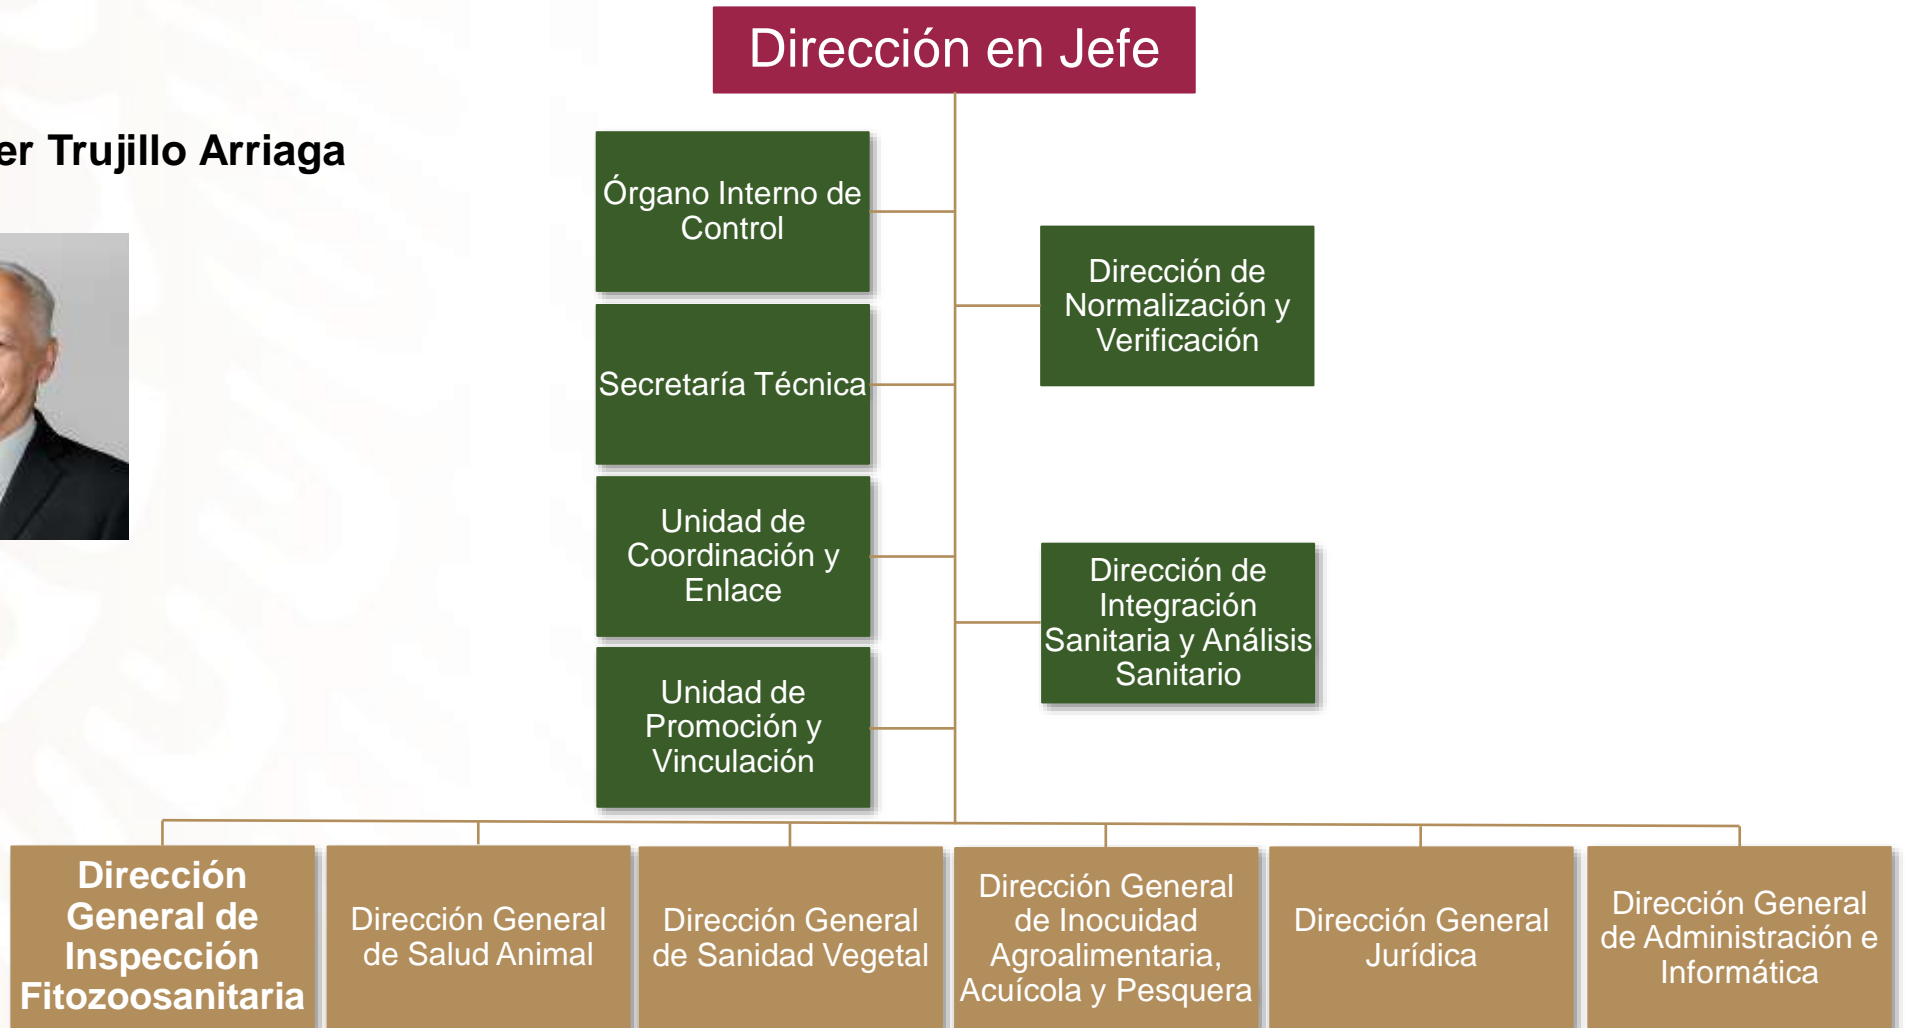 Dirección en Jefe
er Trujillo Arriaga
Órgano Interno de
Control
Dirección de
Normalización y
Verificación
Secretaría Técnica
Unidad de
Coordinación y
Enlace
Dirección de
Integración
Sanitaria y Análisis
Sanitario
Unidad de
Promoción y
Vinculación
Dirección
General de
Inspección
Fitozoosanitaria
Dirección General
de Salud Animal
Dirección General
de Sanidad Vegetal
Dirección General
de Inocuidad
Agroalimentaria,
Acuícola y Pesquera
Dirección General
Jurídica
Dirección General
de Administración e
Informática